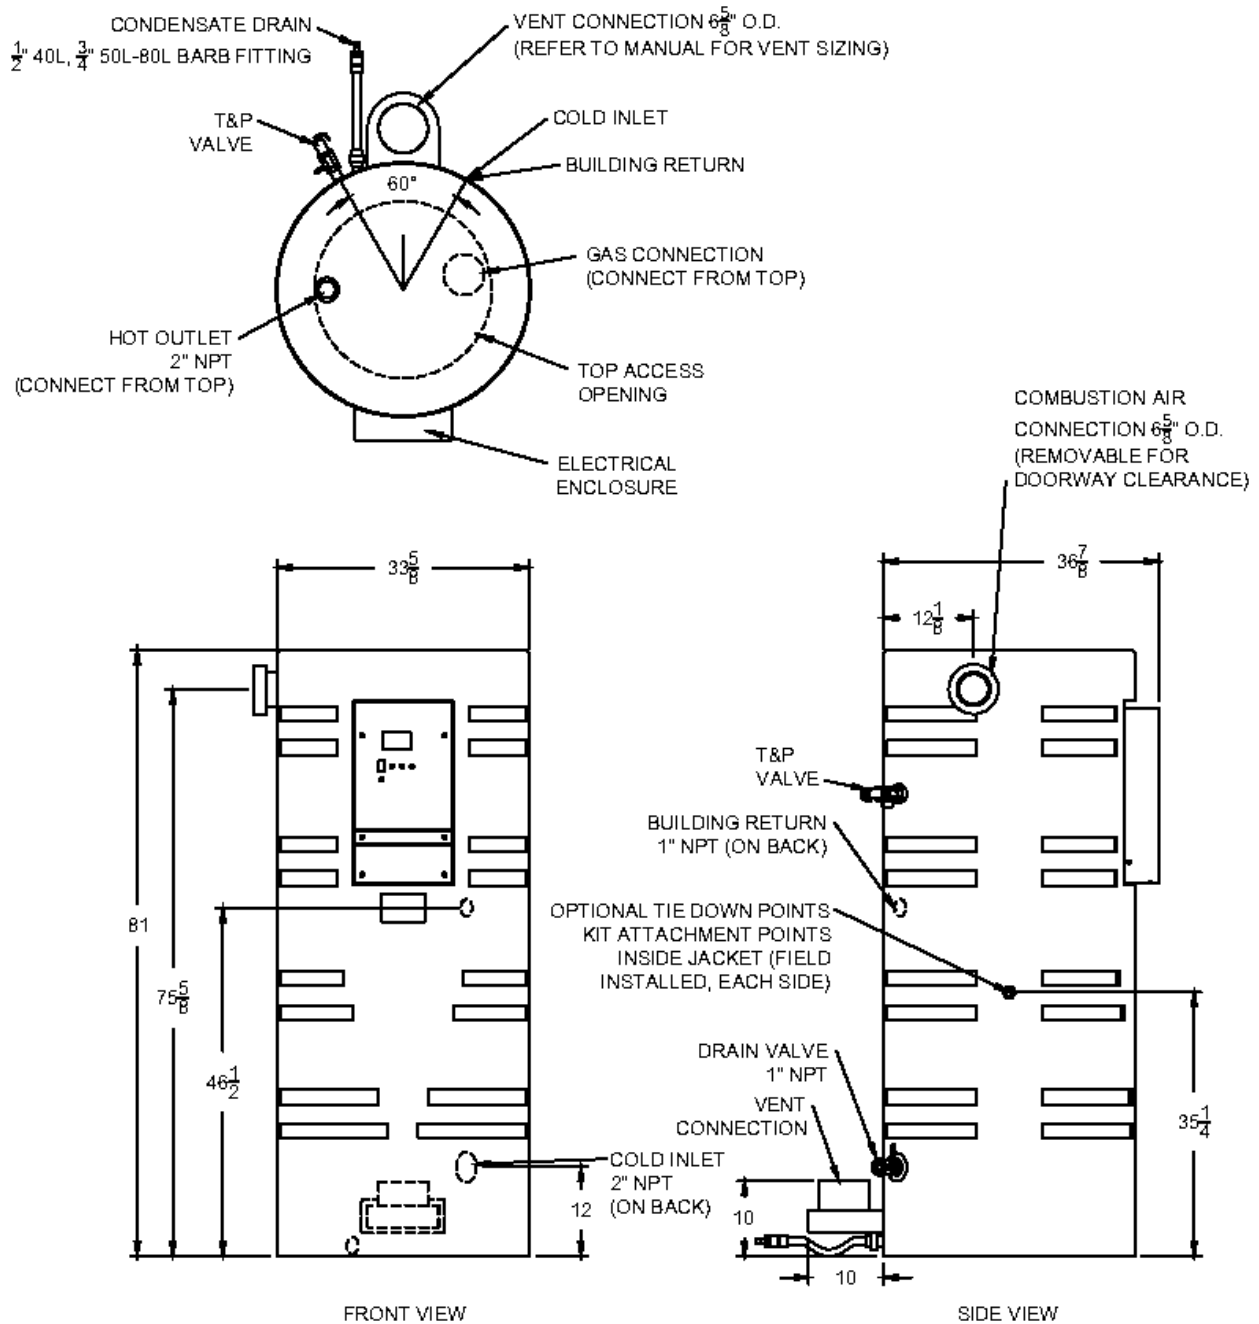 CONDENSATE DRAIN
1/2" 40L, 3/4" 50L-80L BARB FITTING
VENT CONNECTION 6 5/8" O.D.
(REFER TO MANUAL FOR VENT SIZING)
T&P
VALVE
COLD INLET
BUILDING RETURN
60°
GAS CONNECTION
(CONNECT FROM TOP)
HOT OUTLET
2" NPT
(CONNECT FROM TOP)
TOP ACCESS
OPENING
ELECTRICAL
ENCLOSURE
COMBUSTION AIR
CONNECTION 6 5/8" O.D.
(REMOVABLE FOR
DOORWAY CLEARANCE)
33 5/8
81
75 5/8
46 1/2
COLD INLET
2" NPT
(ON BACK)
12
FRONT VIEW
36 7/8
12 1/8
T&P
VALVE
BUILDING RETURN
1" NPT (ON BACK)
OPTIONAL TIE DOWN POINTS
KIT ATTACHMENT POINTS
INSIDE JACKET (FIELD
INSTALLED, EACH SIDE)
DRAIN VALVE
1" NPT
VENT
CONNECTION
35 1/4
10
10
SIDE VIEW